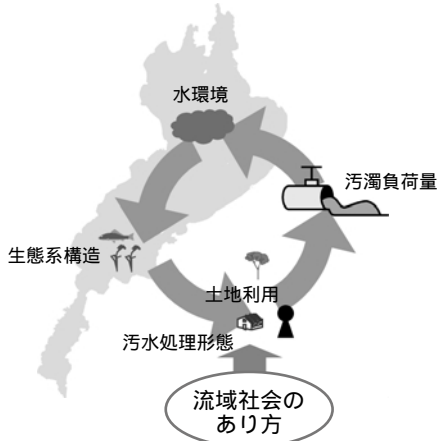 水環境
汚濁負荷量
生態系構造
土地利用
汚水処理形態
流域社会の
あり方